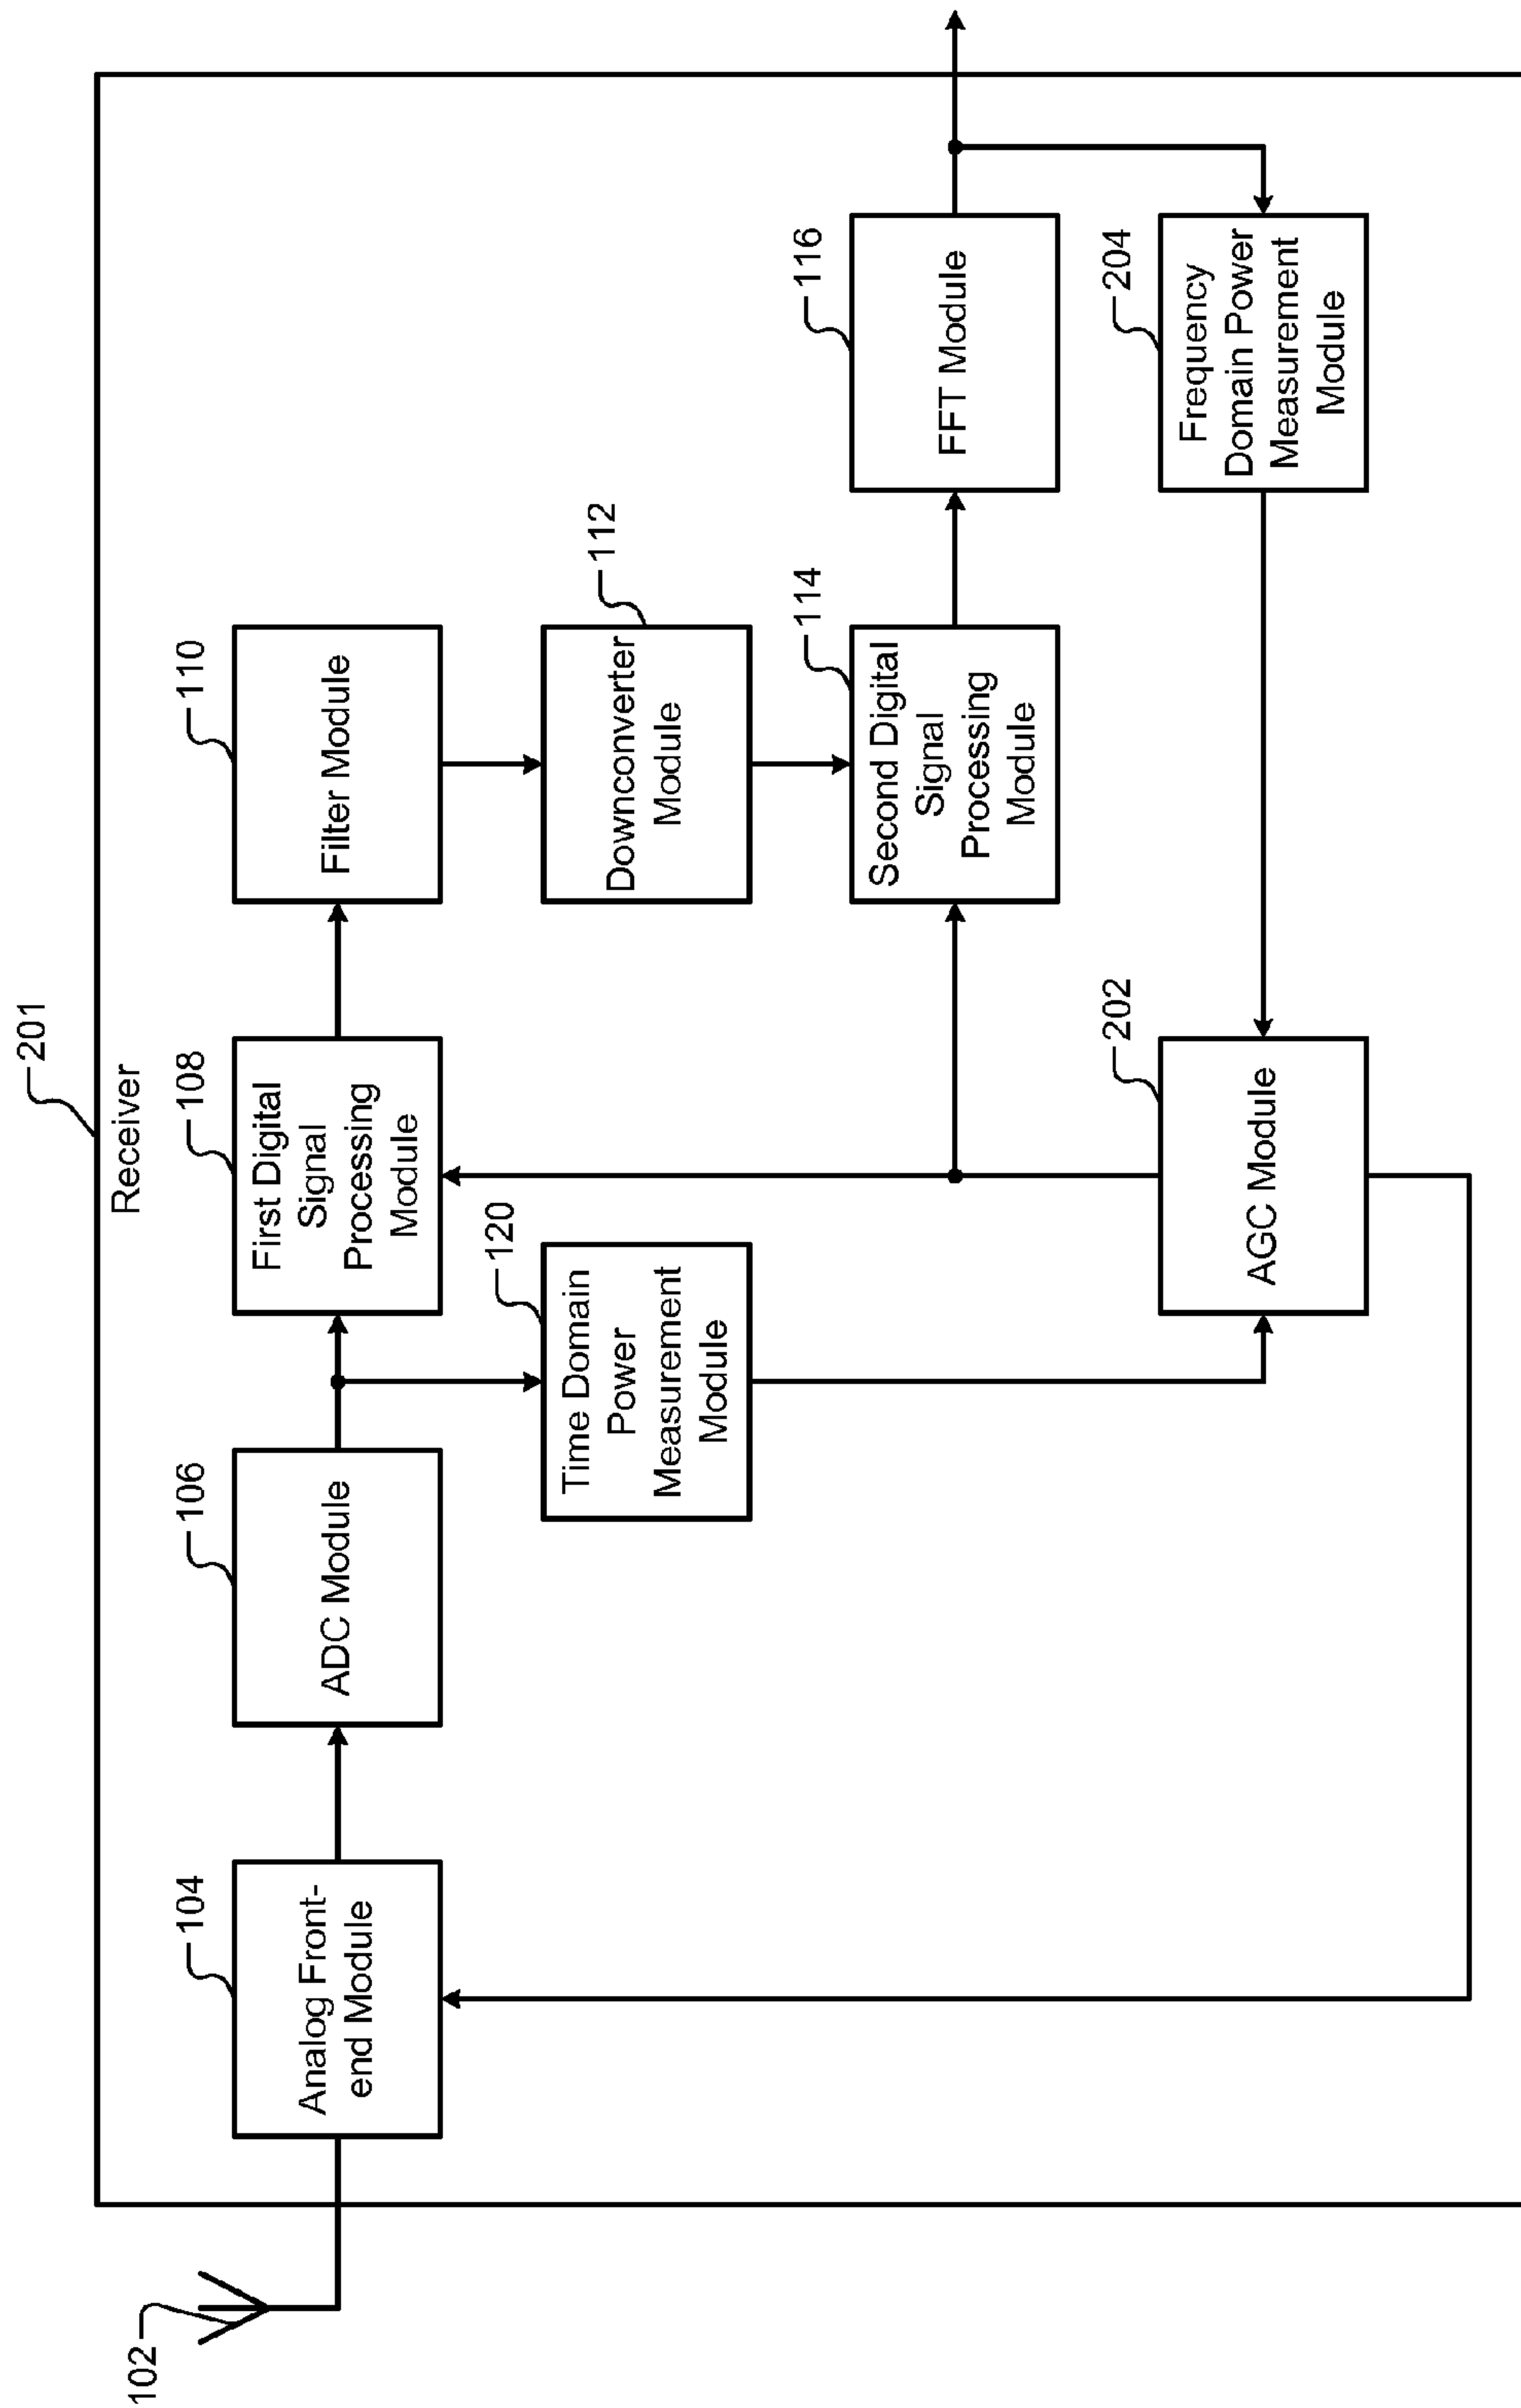 201
Receiver
102
104
Analog Front-
end Module
106
ADC Module
108
First Digital
Signal
Processing
Module
110
Filter Module
120
Time Domain
Power
Measurement
Module
112
Downconverter
Module
114
Second Digital
Signal
Processing
Module
116
FFT Module
202
AGC Module
204
Frequency
Domain Power
Measurement
Module